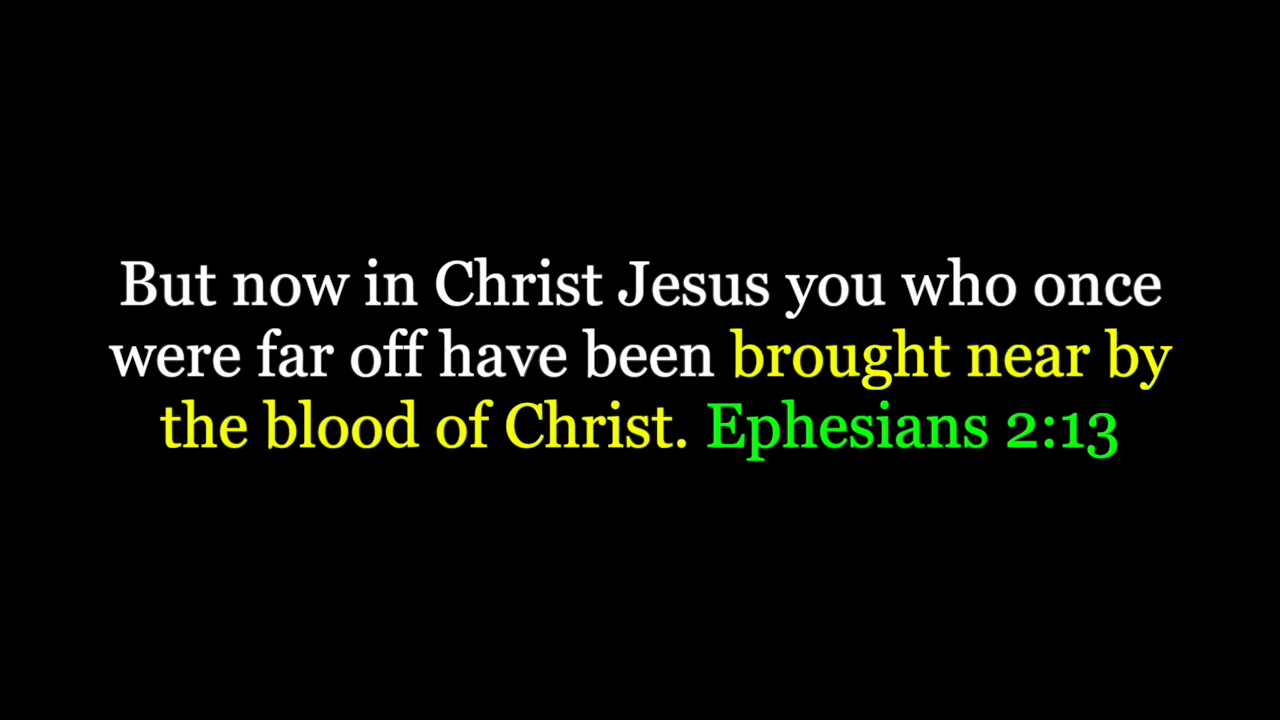 But now in Christ Jesus you who once
were far off have been brought near by
the blood of Christ. Ephesians 2:13